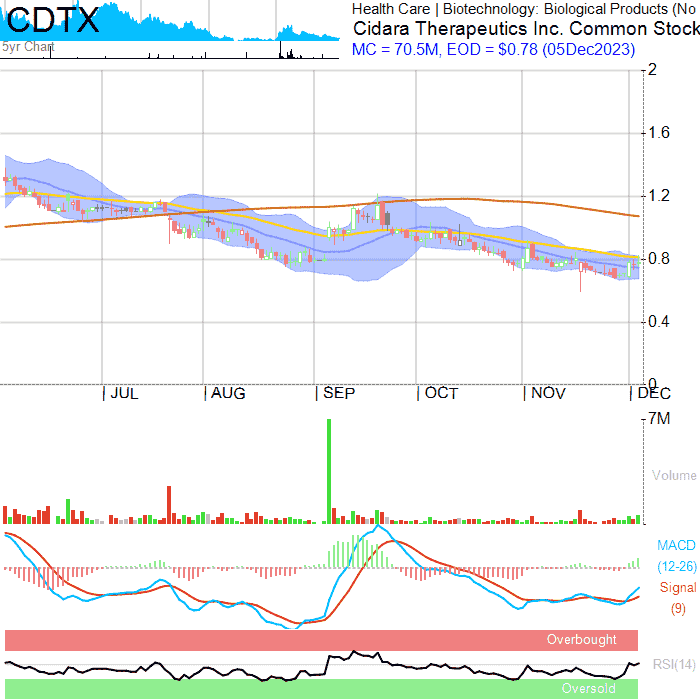 CDTX
5yr Chart
Health Care | Biotechnology: Biological Products (No
Cidara Therapeutics Inc. Common Stock
MC = 70.5M, EOD = $0.78 (05Dec2023)
2
1.6
1.2
0.8
0.4
0
| JUL | AUG | SEP | OCT | NOV | DEC
7M
Volume
MACD
(12-26)
Signal
(9)
Overbought
RSI(14)
Oversold